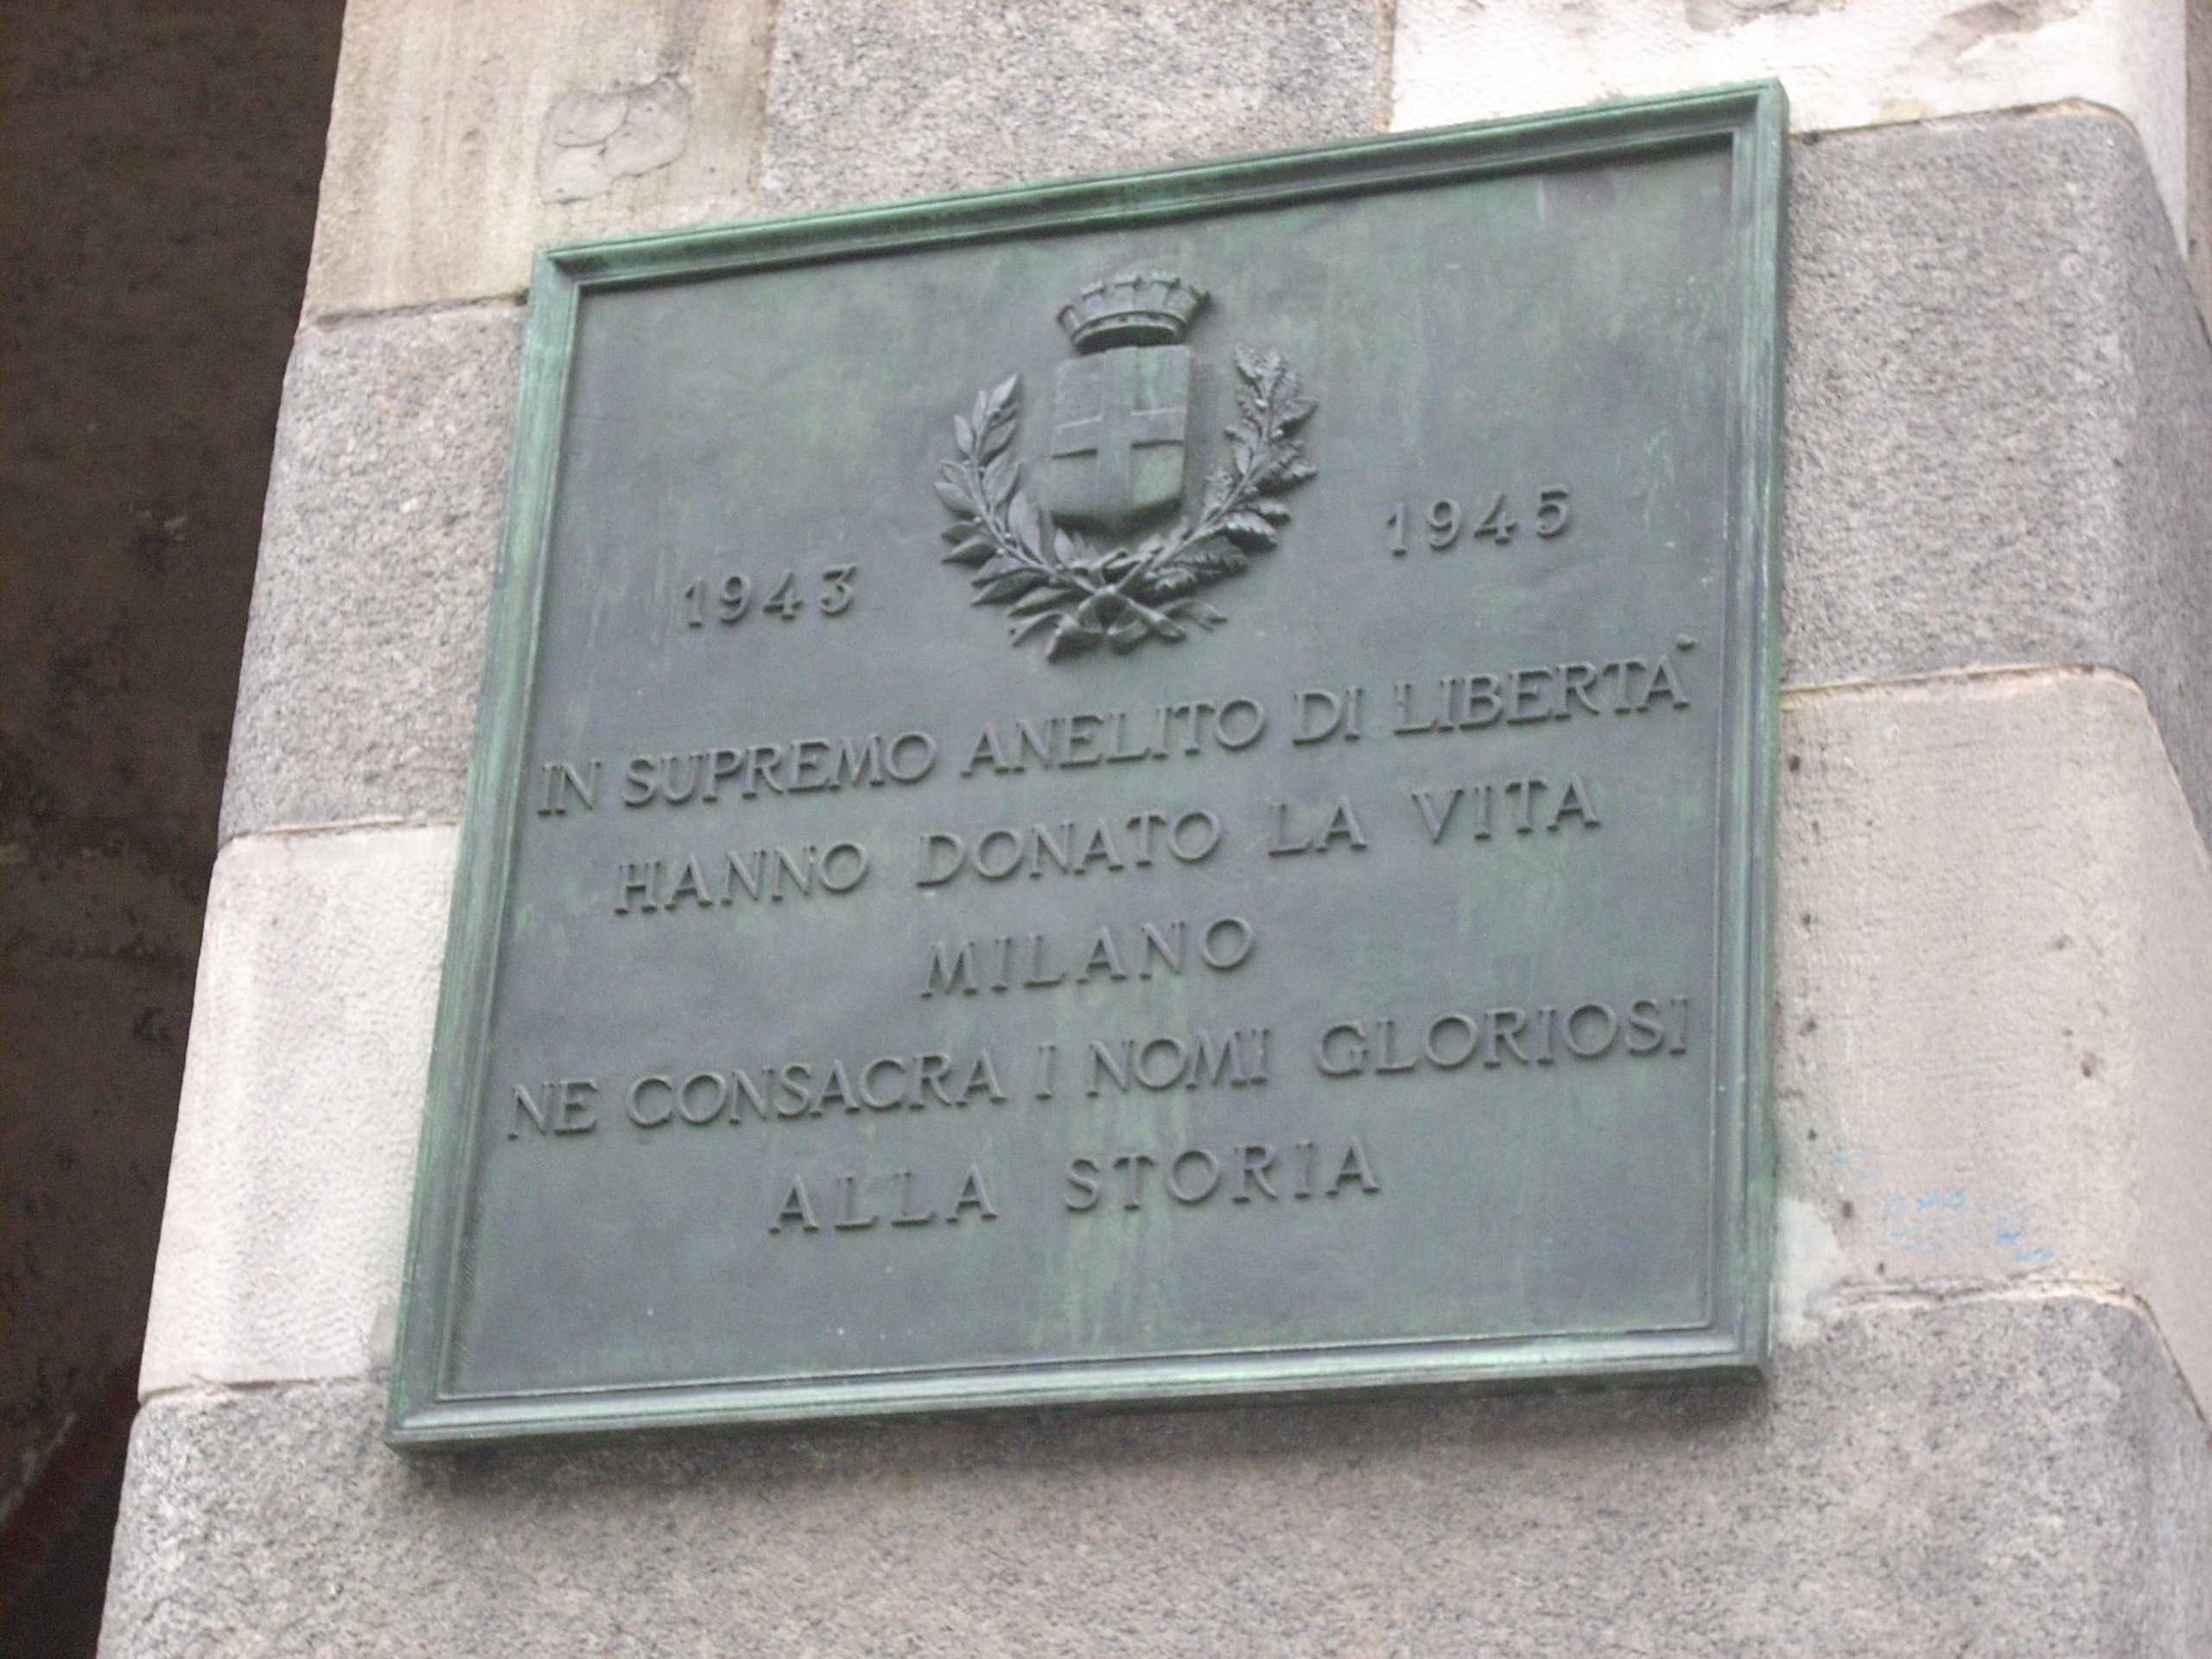 1943 1945
IN SUPREMO ANELITO DI LIBERTA'
HANNO DONATO LA VITA
MILANO
NE CONSACRA I NOMI GLORIOSI
ALLA STORIA